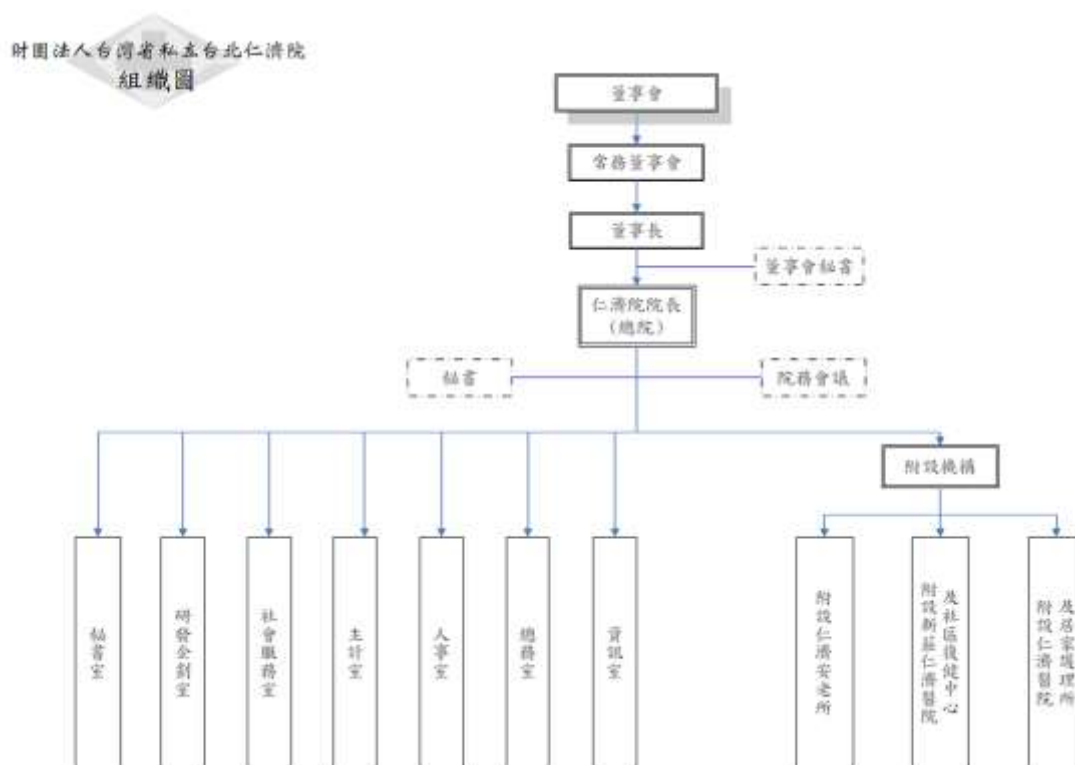 財團法人台灣省私立台北仁濟院
組織圖
董事會
常務董事會
董事長
董事會秘書
仁濟院院長
(總院)
秘書
院務會議
附設機構
秘書室
研發企劃室
社會服務室
主計室
人事室
總務室
資訊室
附設仁濟安老所
附設新莊仁濟醫院
及社區復健中心
附設仁濟醫院
及居家護理所